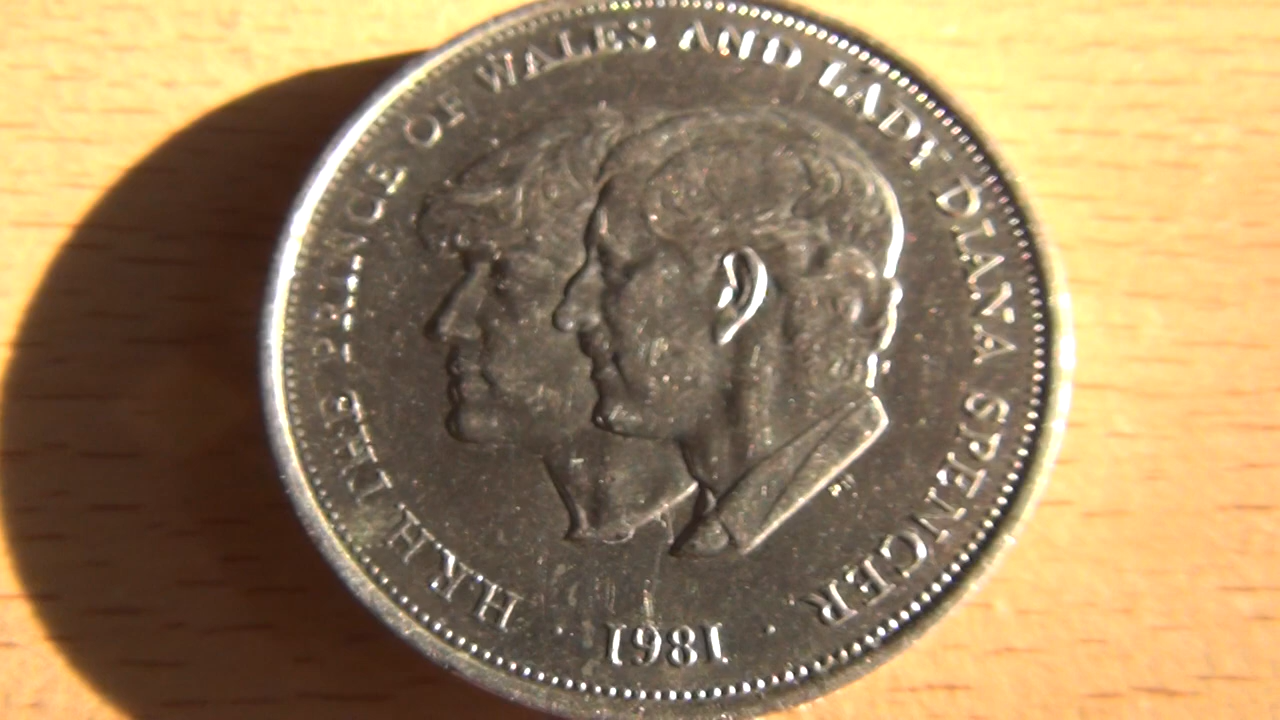 H.R.H. THE PRINCE OF WALES AND LADY DIANA SPENCER
· 1981 ·